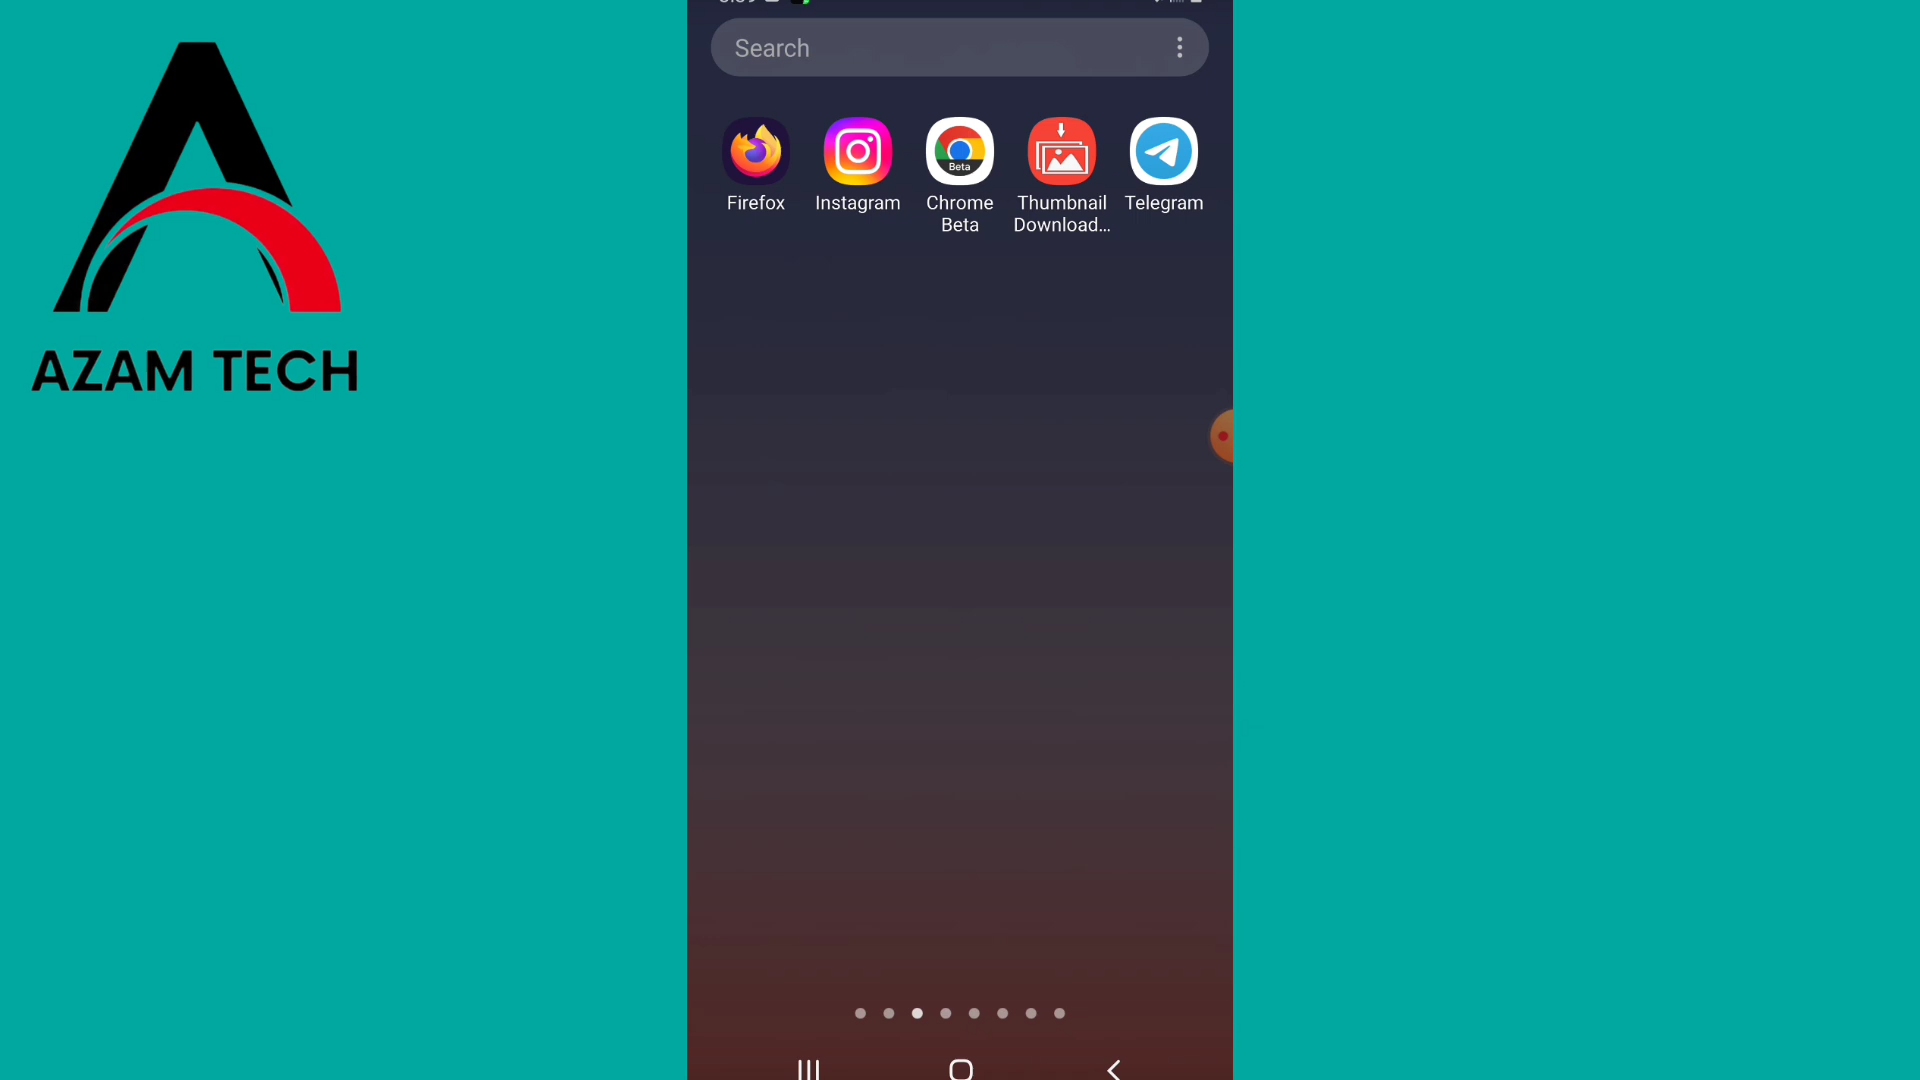 Search
Firefox
Instagram
Chrome
Beta
Beta
Thumbnail
Download...
Telegram
AZAM TECH